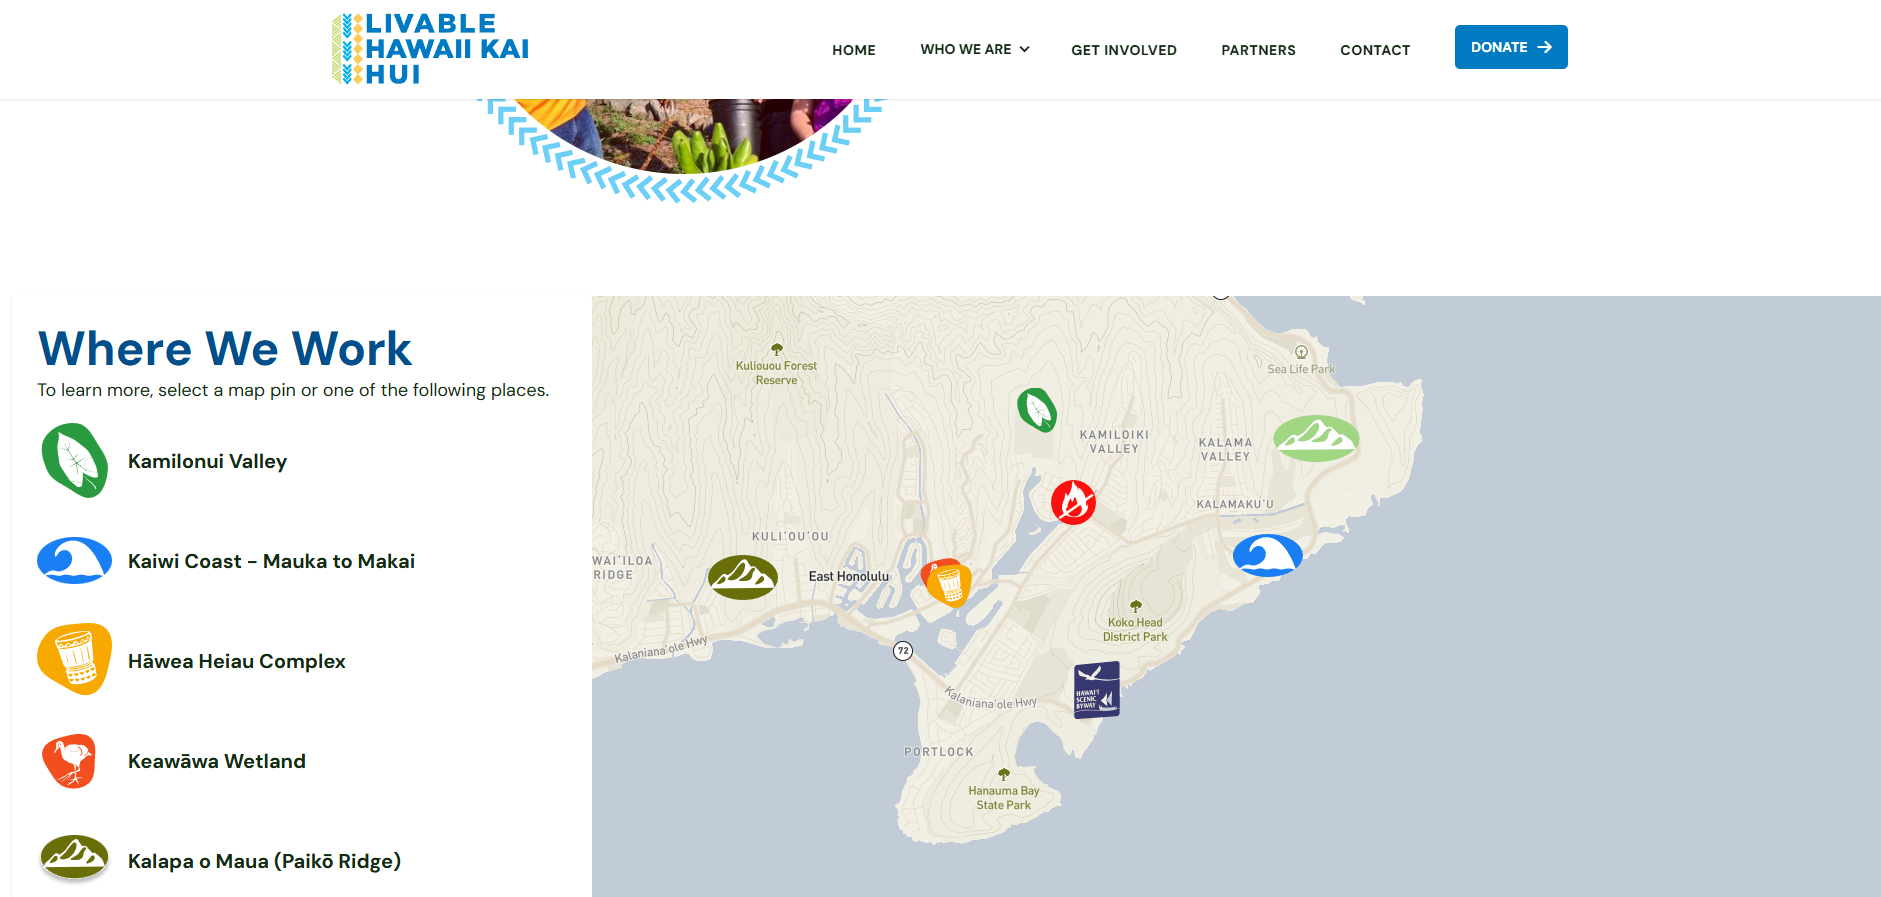 LIVABLE
HAWAII KAI
HUI
HOME
WHO WE ARE
GET INVOLVED
PARTNERS
CONTACT
DONATE
Where We Work
To learn more, select a map pin or one of the following places.
Kamilonui Valley
Kaiwi Coast - Mauka to Makai
Hāwea Heiau Complex
Keawāwa Wetland
Kalapa o Maua (Paikō Ridge)
Kuliouou Forest
Reserve
Sea Life Park
KAMILOIKI
VALLEY
KALAMA
VALLEY
KALAMAKU'U
KULI'OU'OU
WAI'ILOA
RIDGE
East Honolulu
Koko Head
District Park
Kalaniana'ole Hwy
72
Kalaniana'ole Hwy
HAWAI'I
SCENIC
BYWAY
PORTLOCK
Hanauma Bay
State Park